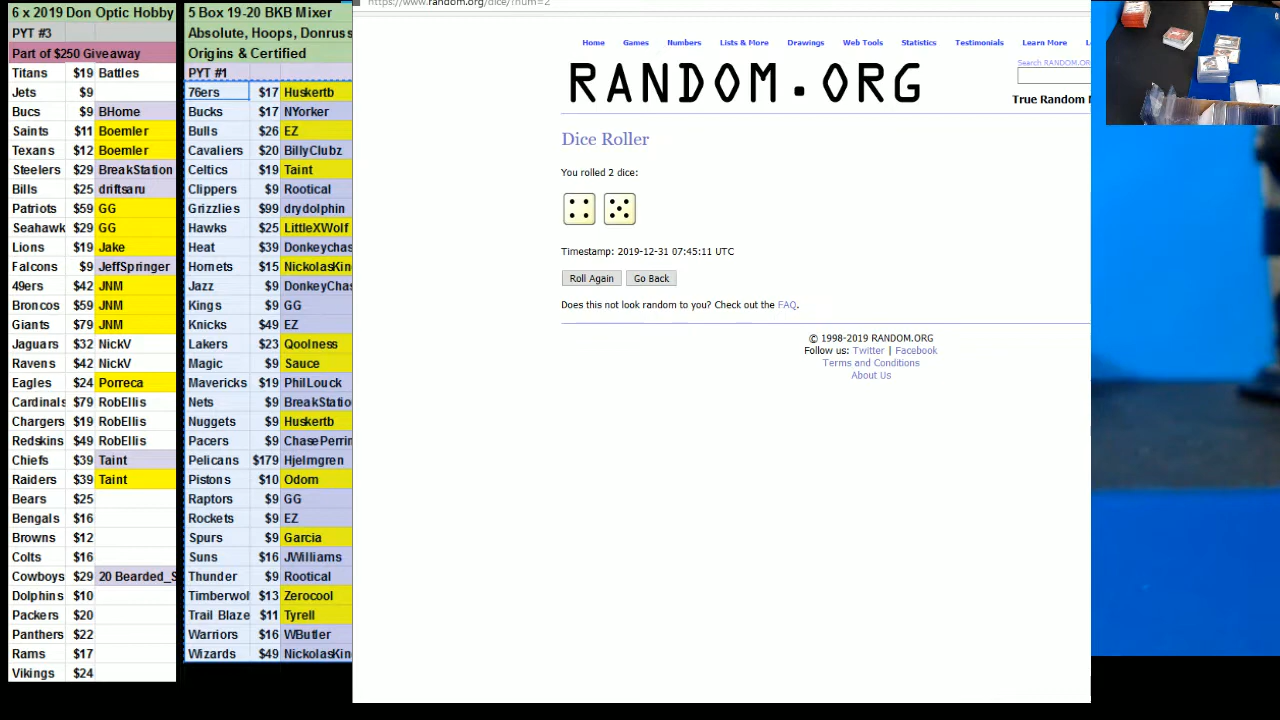 6 x 2019 Don Optic Hobby
PYT #3
Part of $250 Giveaway
Titans $19 Battles
Jets $9
Bucs $9 BHome
Saints $11 Boemler
Texans $12 Boemler
Steelers $29 BreakStation
Bills $25 driftsaru
Patriots $59 GG
Seahawk $29 GG
Lions $19 Jake
Falcons $9 JeffSpringer
49ers $42 JNM
Broncos $59 JNM
Giants $79 JNM
Jaguars $32 NickV
Ravens $42 NickV
Eagles $24 Porreca
Cardinals $79 RobEllis
Chargers $19 RobEllis
Redskins $49 RobEllis
Chiefs $39 Taint
Raiders $39 Taint
Bears $25
Bengals $16
Browns $12
Colts $16
Cowboys $29 20 Bearded_S
Dolphins $10
Packers $20
Panthers $22
Rams $17
Vikings $24
5 Box 19-20 BKB Mixer
Absolute, Hoops, Donruss
Origins & Certified
PYT #1
76ers $17 Huskertb
Bucks $17 NYorker
Bulls $26 EZ
Cavaliers $20 BillyClubz
Celtics $19 Taint
Clippers $9 Rootical
Grizzlies $99 drydolphin
Hawks $25 LittleXWolf
Heat $39 Donkeychas
Hornets $15 NickolasKin
Jazz $9 DonkeyChas
Kings $9 GG
Knicks $49 EZ
Lakers $23 Qoolness
Magic $9 Sauce
Mavericks $19 PhilLouck
Nets $9 BreakStatio
Nuggets $9 Huskertb
Pacers $9 ChasePerrin
Pelicans $179 Hjelmgren
Pistons $10 Odom
Raptors $9 GG
Rockets $9 EZ
Spurs $9 Garcia
Suns $16 JWilliams
Thunder $9 Rootical
Timberwol $13 Zerocool
Trail Blaze $11 Tyrell
Warriors $16 WButler
Wizards $49 NickolasKin
https://www.random.org/dice/?num=2
Home Games Numbers Lists & More Drawings Web Tools Statistics Testimonials Learn More L
Search RANDOM.OR
RANDOM.ORG
True Random N
Dice Roller
You rolled 2 dice:
Timestamp: 2019-12-31 07:45:11 UTC
Roll Again Go Back
Does this not look random to you? Check out the FAQ.
© 1998-2019 RANDOM.ORG
Follow us: Twitter | Facebook
Terms and Conditions
About Us